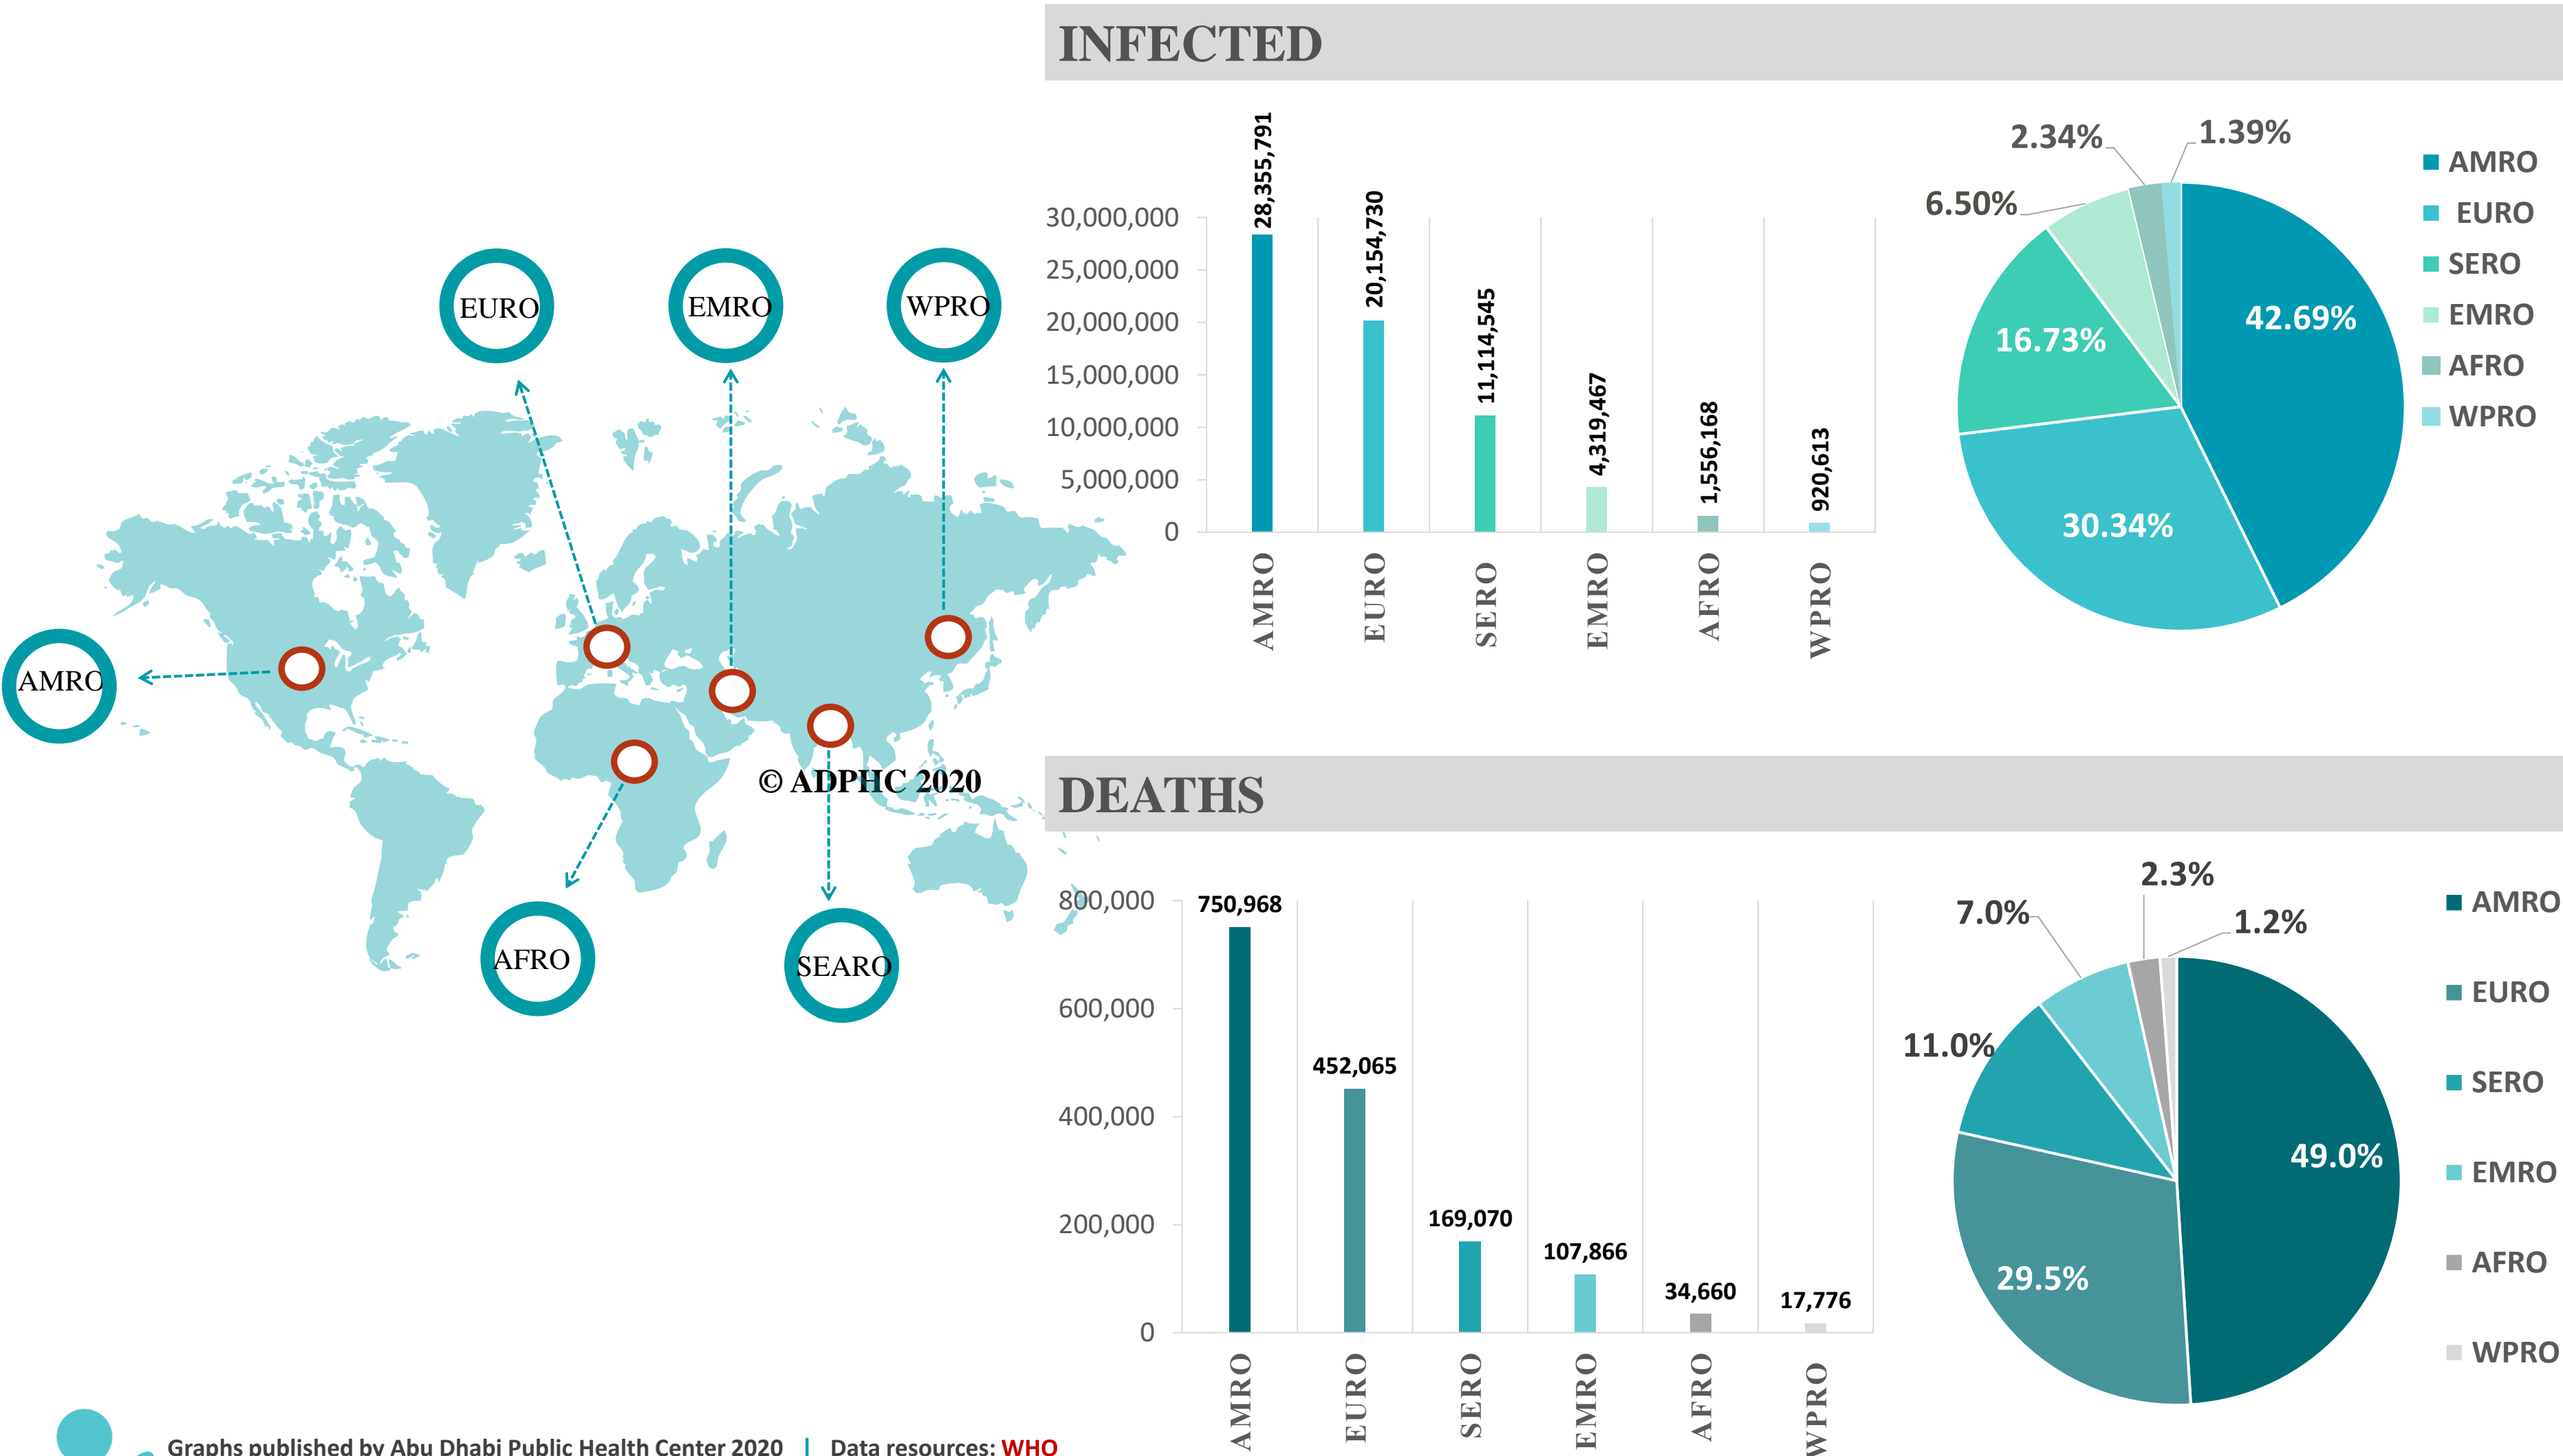 INFECTED
28,355,791
20,154,730
11,114,545
4,319,467
1,556,168
920,613
30,000,000
25,000,000
20,000,000
15,000,000
10,000,000
5,000,000
0
AMRO
EURO
SERO
EMRO
AFRO
WPRO
2.34%
1.39%
6.50%
42.69%
16.73%
30.34%
AMRO
EURO
SERO
EMRO
AFRO
WPRO
EURO
EMRO
WPRO
AMRO
© ADPHC 2020
AFRO
SEARO
DEATHS
800,000
600,000
400,000
200,000
0
750,968
452,065
169,070
107,866
34,660
17,776
AMRO
EURO
SERO
EMRO
AFRO
WPRO
2.3%
7.0%
1.2%
11.0%
49.0%
29.5%
AMRO
EURO
SERO
EMRO
AFRO
WPRO
Graphs published by Abu Dhabi Public Health Center 2020 | Data resources: WHO